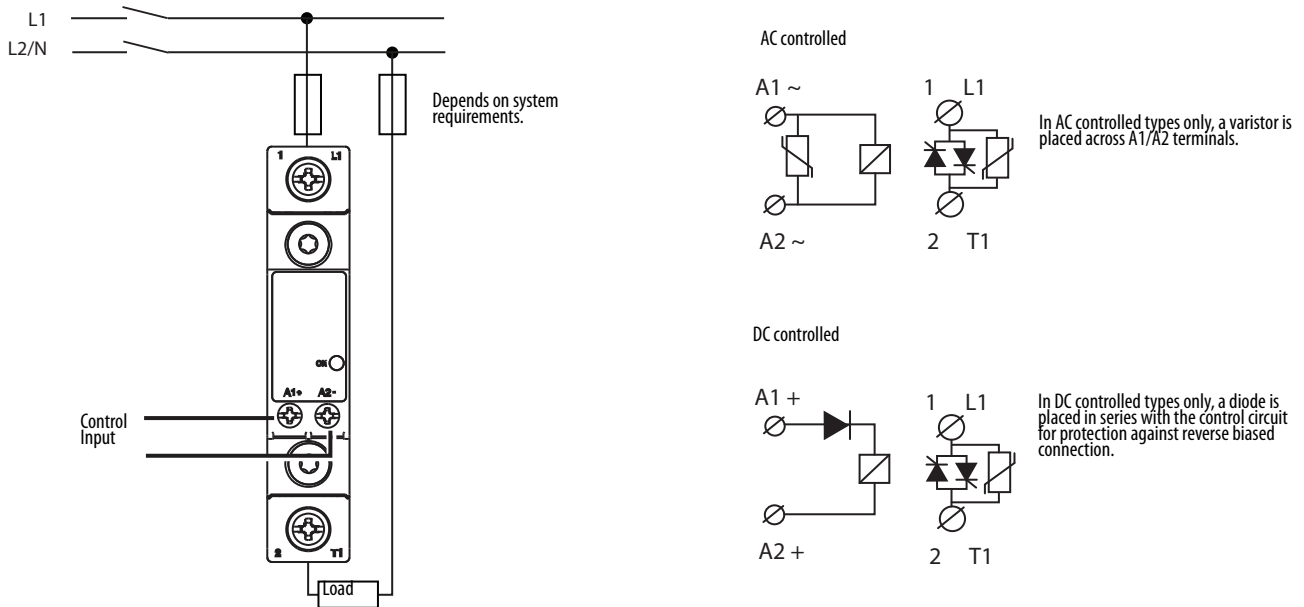 L1
L2/N
Depends on system
requirements.
1 L1
ON
A1+ A2-
Control
Input
2 T1
Load
AC controlled
A1 ~
1 L1
In AC controlled types only, a varistor is
placed across A1/A2 terminals.
A2 ~
2 T1
DC controlled
A1 +
1 L1
In DC controlled types only, a diode is
placed in series with the control circuit
for protection against reverse biased
connection.
A2 +
2 T1